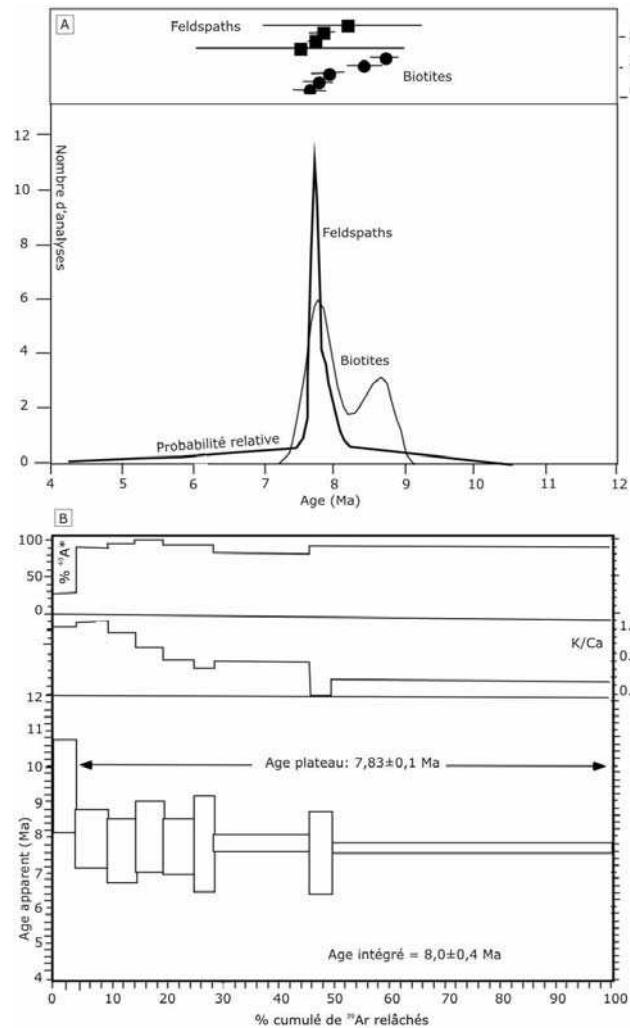 A
Feldspaths
Biotites
12
10
8
6
4
2
0
Nombre d'analyses
Feldspaths
Biotites
Probabilité relative
4 5 6 7 8 9 10 11 12
Age (Ma)
B
100
50
0
% ⁴⁰A*
K/Ca
1.
0.
0.
12
11
10
9
8
7
6
5
4
Age apparent (Ma)
Age plateau: 7,83±0,1 Ma
Age intégré = 8,0±0,4 Ma
0 10 20 30 40 50 60 70 80 90 100
% cumulé de ³⁹Ar relâchés